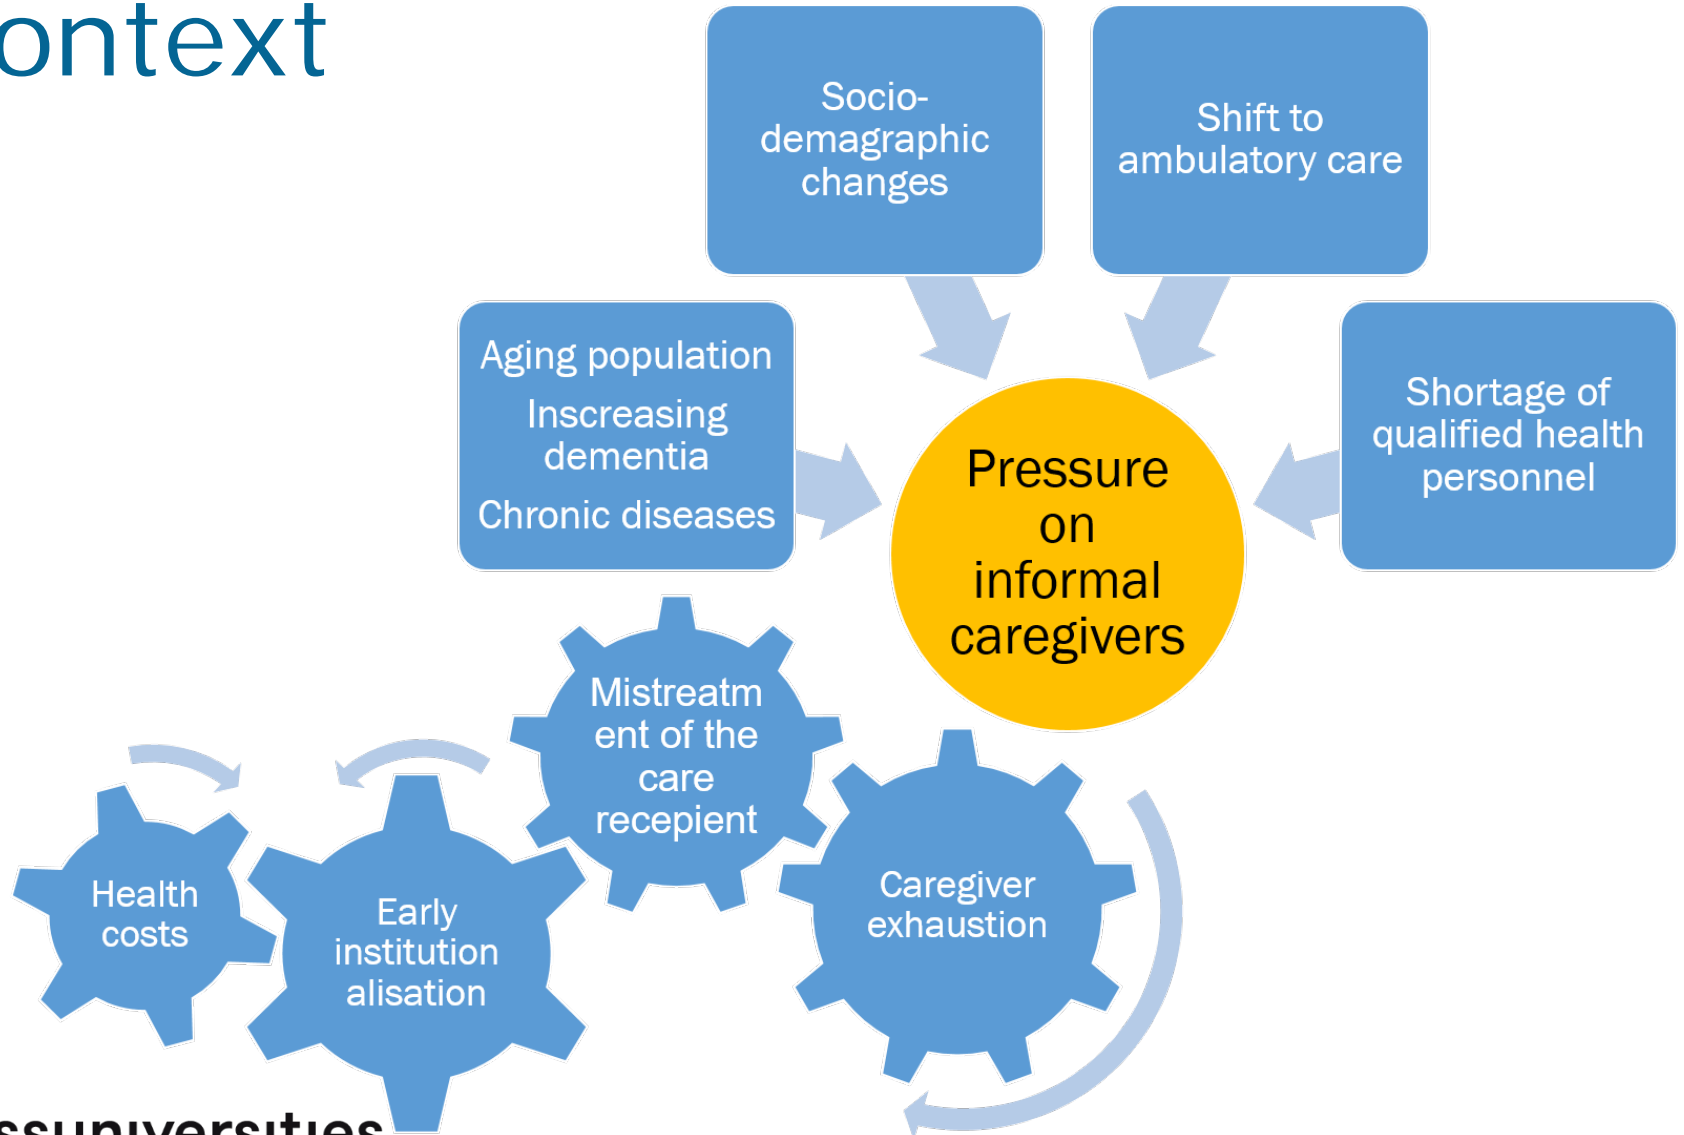 ontext
Socio-
demagraphic
changes
Shift to
ambulatory care
Aging population
Inscreasing
dementia
Chronic diseases
Shortage of
qualified health
personnel
Pressure
on
informal
caregivers
Mistreatm
ent of the
care
recepient
Caregiver
exhaustion
Health
costs
Early
institution
alisation
ssuniversities